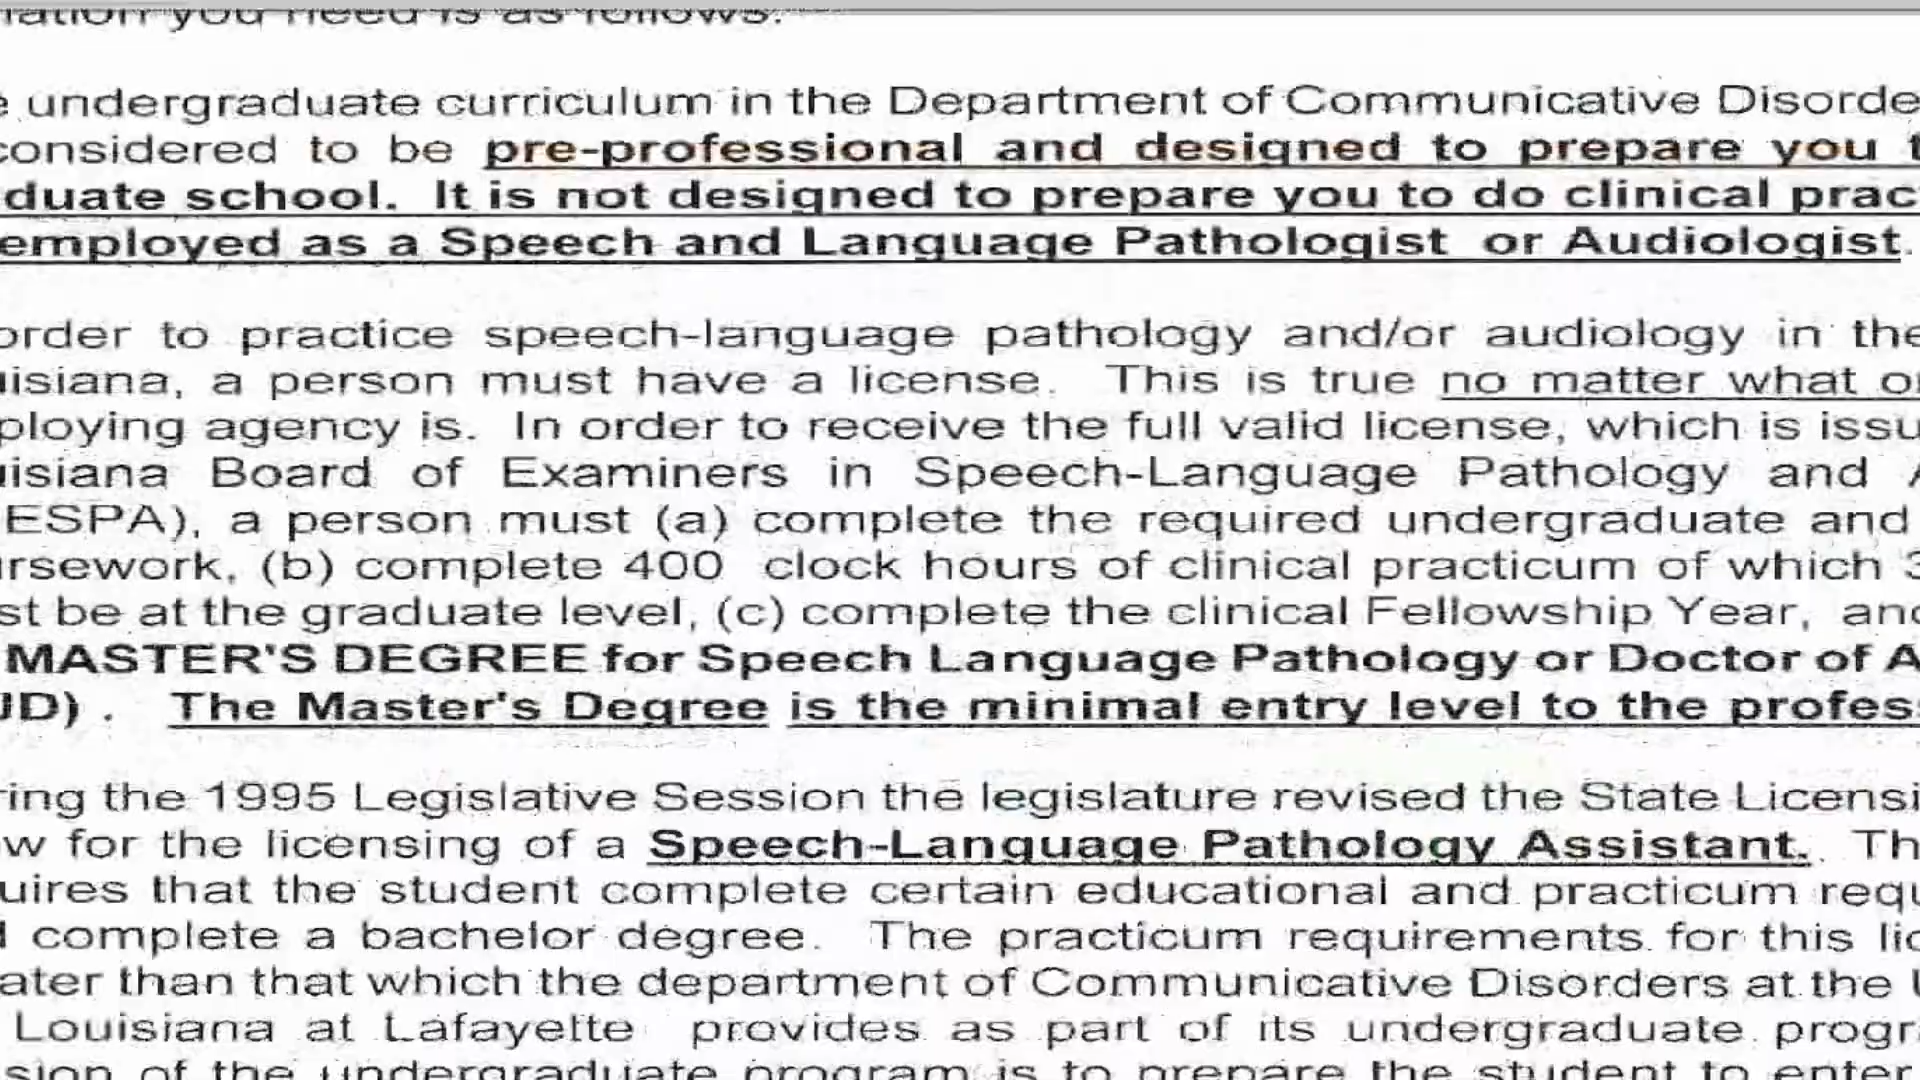 you need is as follows:
undergraduate curriculum in the Department of Communicative Disorde
considered to be pre-professional and designed to prepare you t
duate school. It is not designed to prepare you to do clinical prac
employed as a Speech and Language Pathologist or Audiologist.
order to practice speech-language pathology and/or audiology in the
uisiana, a person must have a license. This is true no matter what or
ploying agency is. In order to receive the full valid license, which is issu
uisiana Board of Examiners in Speech-Language Pathology and A
ESPA), a person must (a) complete the required undergraduate and
rsework, (b) complete 400 clock hours of clinical practicum of which 3
st be at the graduate level, (c) complete the clinical Fellowship Year, and
MASTER'S DEGREE for Speech Language Pathology or Doctor of A
UD) . The Master's Degree is the minimal entry level to the profess
ring the 1995 Legislative Session the legislature revised the State Licensi
w for the licensing of a Speech-Language Pathology Assistant. Th
uires that the student complete certain educational and practicum requ
complete a bachelor degree. The practicum requirements for this lic
ater than that which the department of Communicative Disorders at the U
Louisiana at Lafayette provides as part of its undergraduate progr
sion of the undergraduate program is to prepare the student to enter